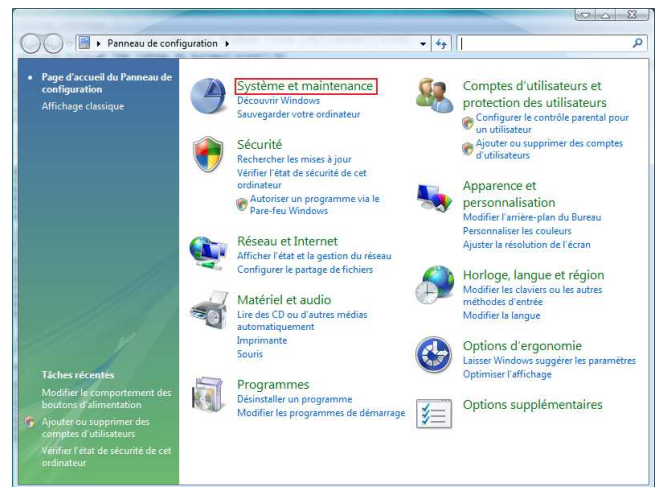 Panneau de configuration
Page d'accueil du Panneau de
configuration
Affichage classique
Tâches récentes
Modifier le comportement des
boutons d'alimentation
Ajouter ou supprimer des
comptes d'utilisateurs
Vérifier l'état de sécurité de cet
ordinateur
Système et maintenance
Découvrir Windows
Sauvegarder votre ordinateur
Sécurité
Rechercher les mises à jour
Vérifier l'état de sécurité de cet
ordinateur
Autoriser un programme via le
Pare-feu Windows
Réseau et Internet
Afficher l'état et la gestion du réseau
Configurer le partage de fichiers
Matériel et audio
Lire des CD ou d'autres médias
automatiquement
Imprimante
Souris
Programmes
Désinstaller un programme
Modifier les programmes de démarrage
Comptes d'utilisateurs et
protection des utilisateurs
Configurer le contrôle parental pour
un utilisateur
Ajouter ou supprimer des comptes
d'utilisateurs
Apparence et
personnalisation
Modifier l'arrière-plan du Bureau
Personnaliser les couleurs
Ajuster la résolution de l'écran
Horloge, langue et région
Modifier les claviers ou les autres
méthodes d'entrée
Modifier la langue
Options d'ergonomie
Laisser Windows suggérer les paramètres
Optimiser l'affichage
Options supplémentaires